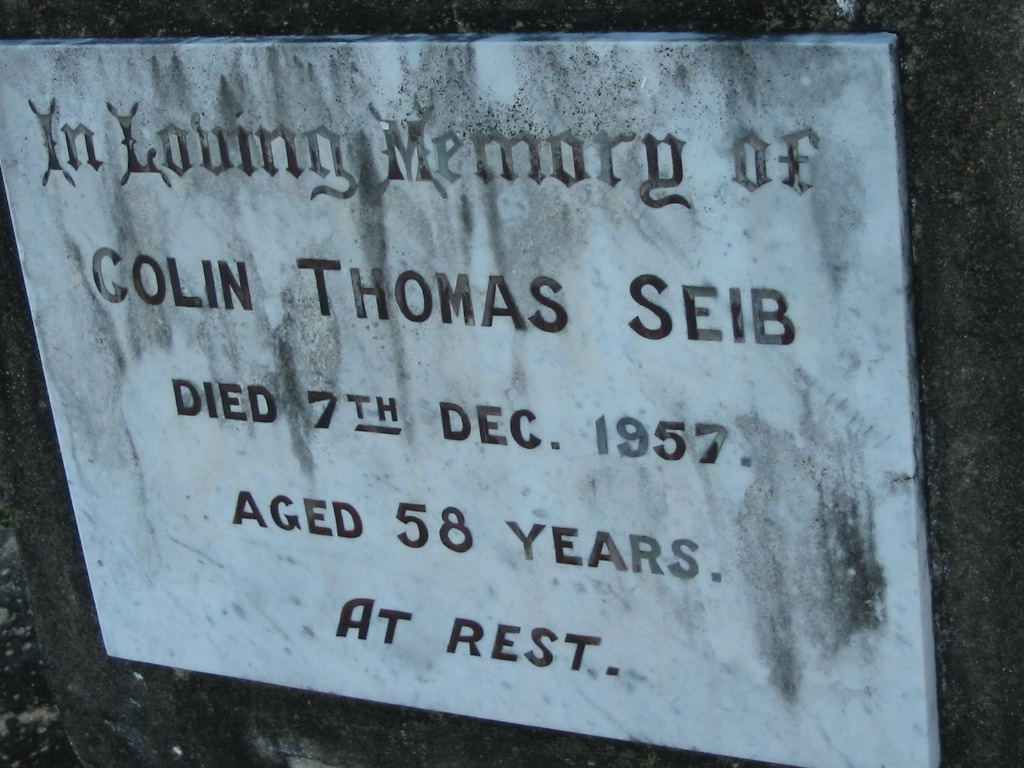 In Loving Memory of
COLIN THOMAS SEIB
DIED 7TH DEC. 1957.
AGED 58 YEARS.
AT REST.